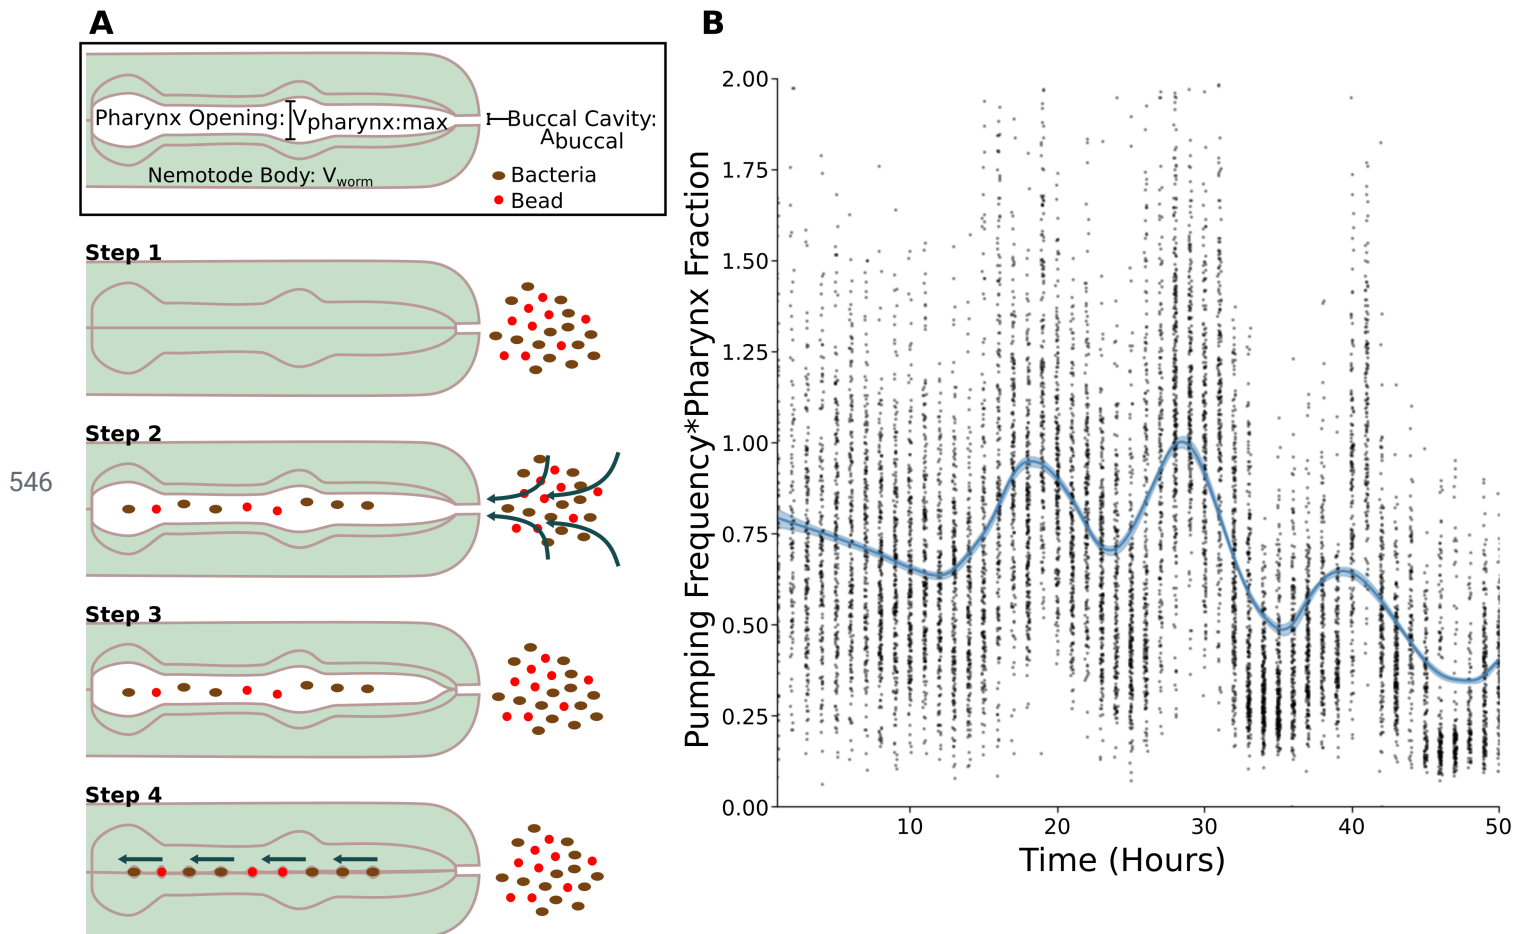 A
Pharynx Opening: Vpharynx:max
Buccal Cavity:
Abuccal
Nemotode Body: Vworm
Bacteria
Bead
Step 1
Step 2
546
Step 3
Step 4
B
Pumping Frequency*Pharynx Fraction
2.00
1.75
1.50
1.25
1.00
0.75
0.50
0.25
0.00
10 20 30 40 50
Time (Hours)